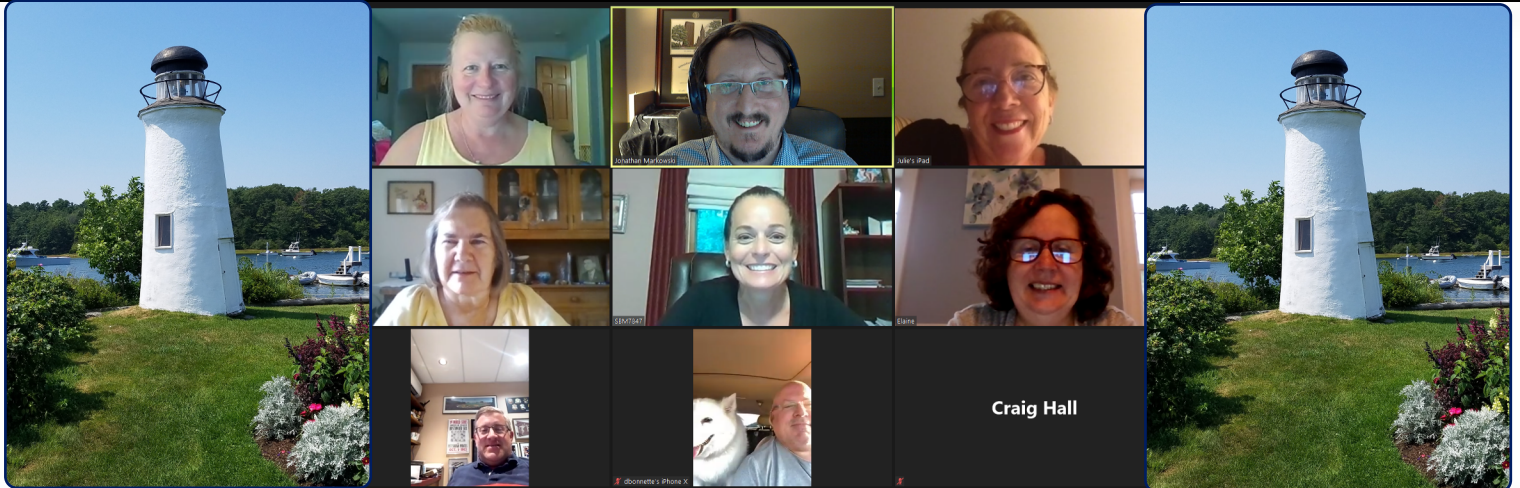 Jonathan Markowski
Julie's iPad
SBM7847
Elaine
dbonnette's iPhone X
Craig Hall